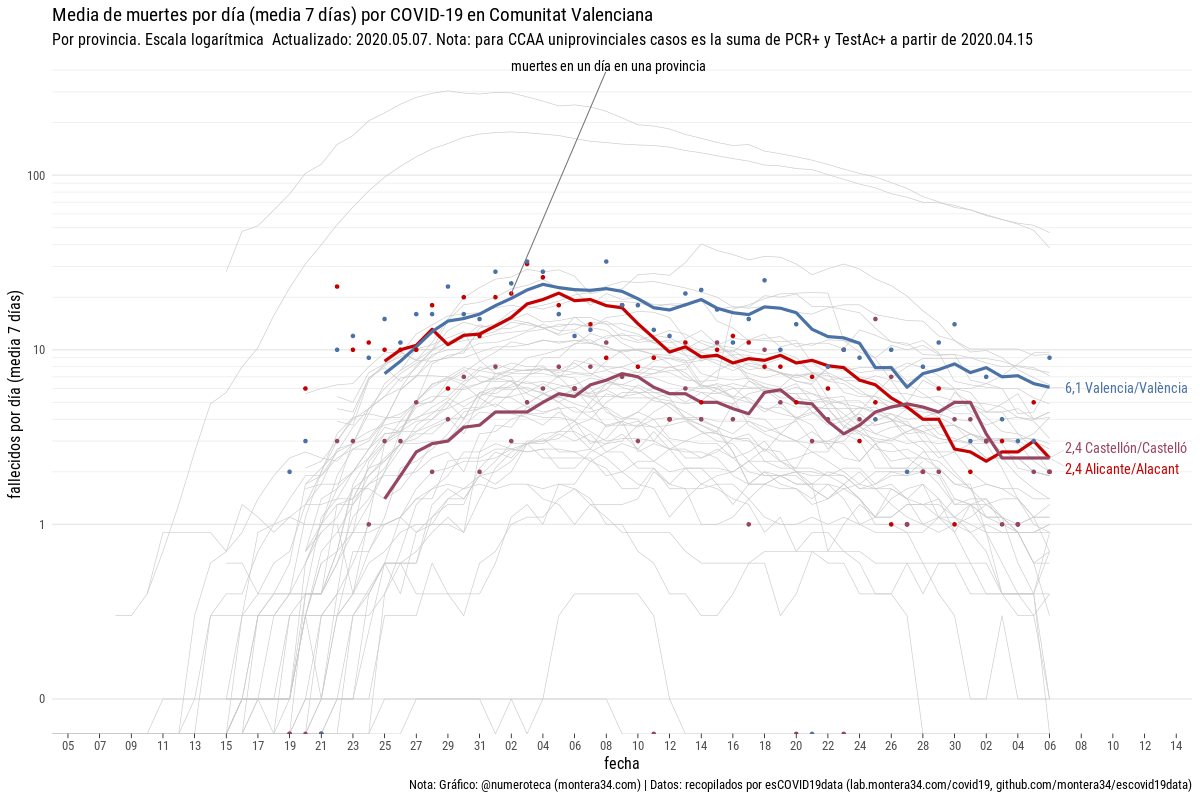 Media de muertes por día (media 7 días) por COVID-19 en Comunitat Valenciana
Por provincia. Escala logarítmica  Actualizado: 2020.05.07. Nota: para CCAA uniprovinciales casos es la suma de PCR+ y TestAc+ a partir de 2020.04.15
muertes en un día en una provincia
fallecidos por día (media 7 días)
100
10
1
0
6,1 Valencia/València
2,4 Castellón/Castelló
2,4 Alicante/Alacant
05 07 09 11 13 15 17 19 21 23 25 27 29 31 02 04 06 08 10 12 14 16 18 20 22 24 26 28 30 02 04 06 08 10 12 14
fecha
Nota: Gráfico: @numeroteca (montera34.com) | Datos: recopilados por esCOVID19data (lab.montera34.com/covid19, github.com/montera34/escovid19data)